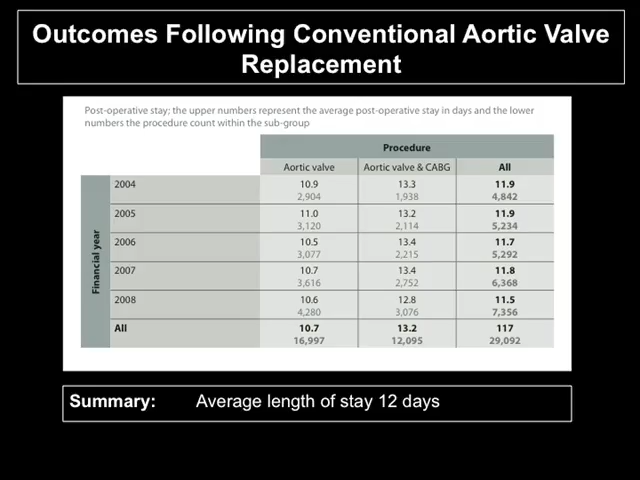 Outcomes Following Conventional Aortic Valve
Replacement
Post-operative stay; the upper numbers represent the average post-operative stay in days and the lower
numbers the procedure count within the sub-group
Procedure
Aortic valve Aortic valve & CABG All
Financial year
2004 10.9 13.3 11.9
2,904 1,938 4,842
2005 11.0 13.2 11.9
3,120 2,114 5,234
2006 10.5 13.4 11.7
3,077 2,215 5,292
2007 10.7 13.4 11.8
3,616 2,752 6,368
2008 10.6 12.8 11.5
4,280 3,076 7,356
All 10.7 13.2 117
16,997 12,095 29,092
Summary: Average length of stay 12 days